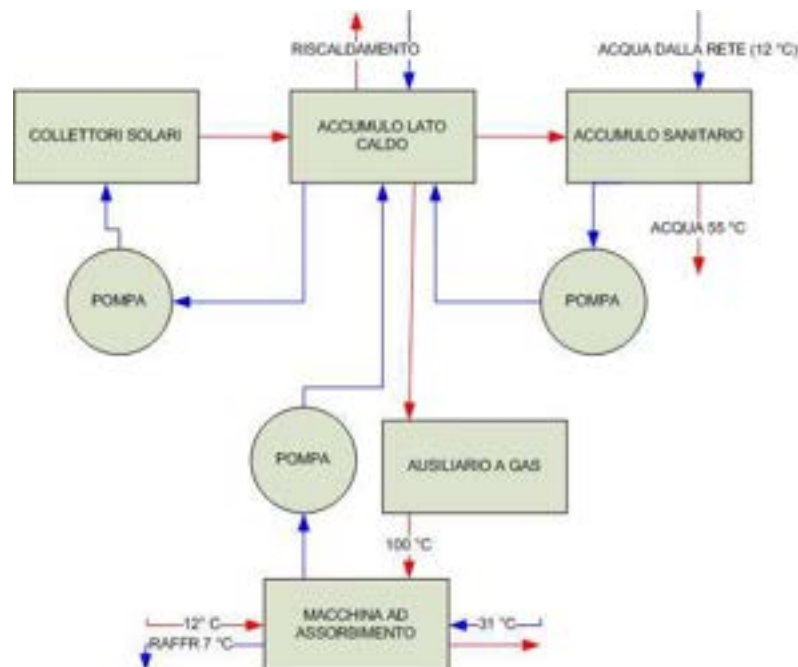 RISCALDAMENTO
ACQUA DALLA RETE (12 °C)
COLLETTORI SOLARI
ACCUMULO LATO
CALDO
ACCUMULO SANITARIO
ACQUA 55 °C
POMPA
POMPA
POMPA
AUSILIARIO A GAS
100 °C
MACCHINA AD
ASSORBIMENTO
12° C
31 °C
RAFFR 7 °C